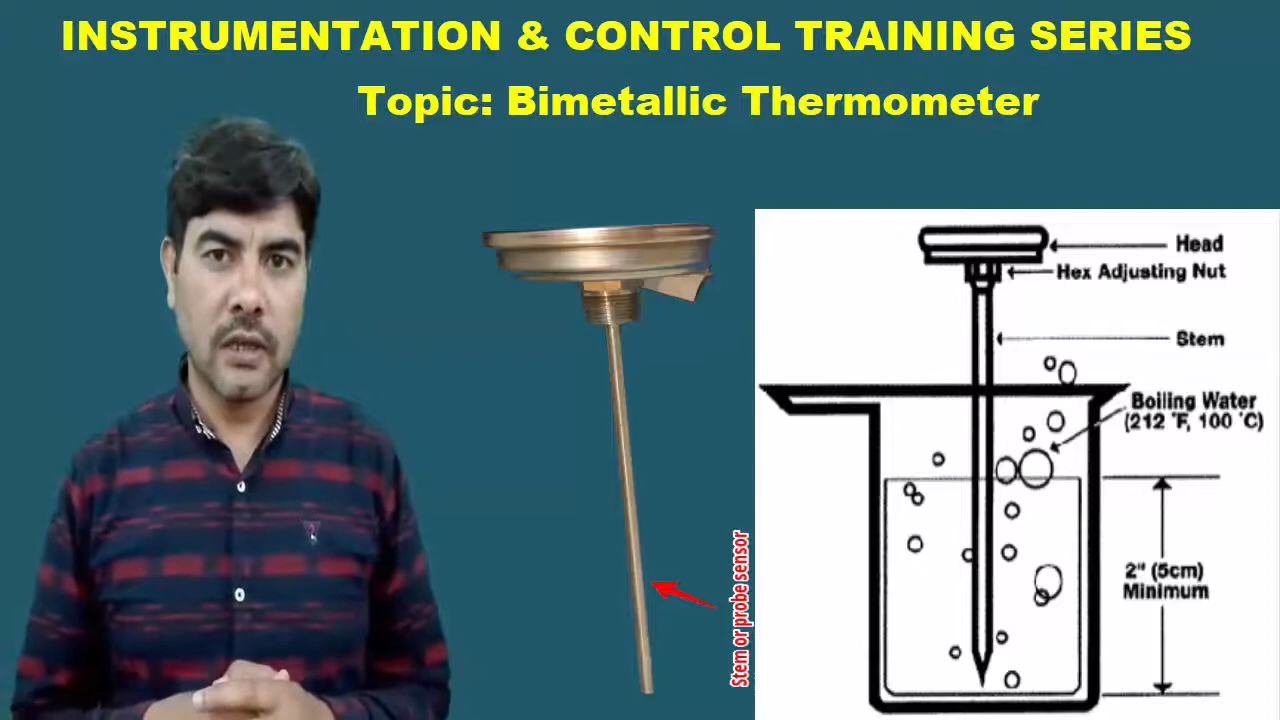 INSTRUMENTATION & CONTROL TRAINING SERIES
Topic: Bimetallic Thermometer
Stem or probe sensor
Head
Hex Adjusting Nut
Stem
Boiling Water
(212 °F, 100 °C)
2" (5cm)
Minimum